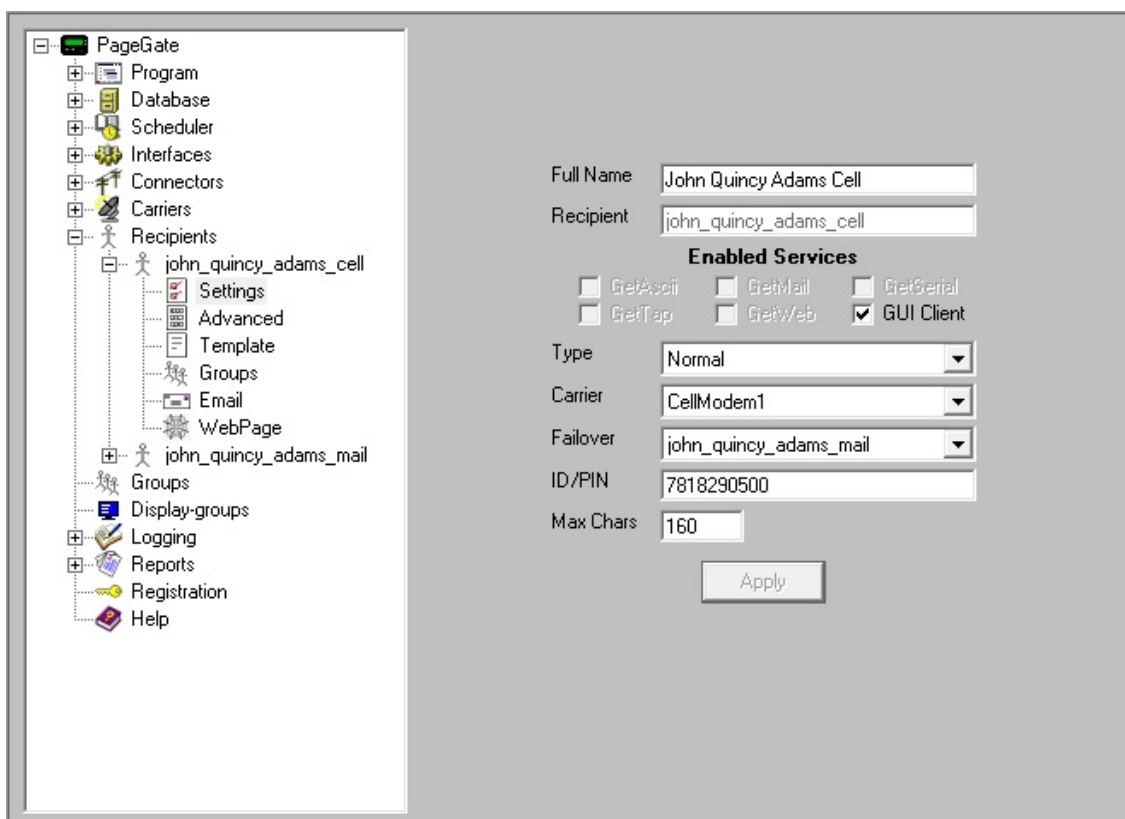 PageGate
Program
Database
Scheduler
Interfaces
Connectors
Carriers
Recipients
john_quincy_adams_cell
Settings
Advanced
Template
Groups
Email
WebPage
john_quincy_adams_mail
Groups
Display-groups
Logging
Reports
Registration
Help
Full Name John Quincy Adams Cell
Recipient john_quincy_adams_cell
Enabled Services
GetAscii GetMail GetSerial
GetTap GetWeb GUI Client
Type Normal
Carrier CellModem1
Failover john_quincy_adams_mail
ID/PIN 7818290500
Max Chars 160
Apply